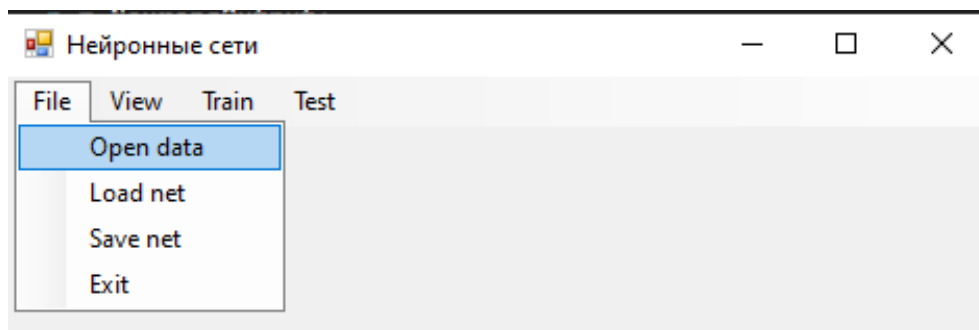 Нейронные сети
File View Train Test
Open data
Load net
Save net
Exit